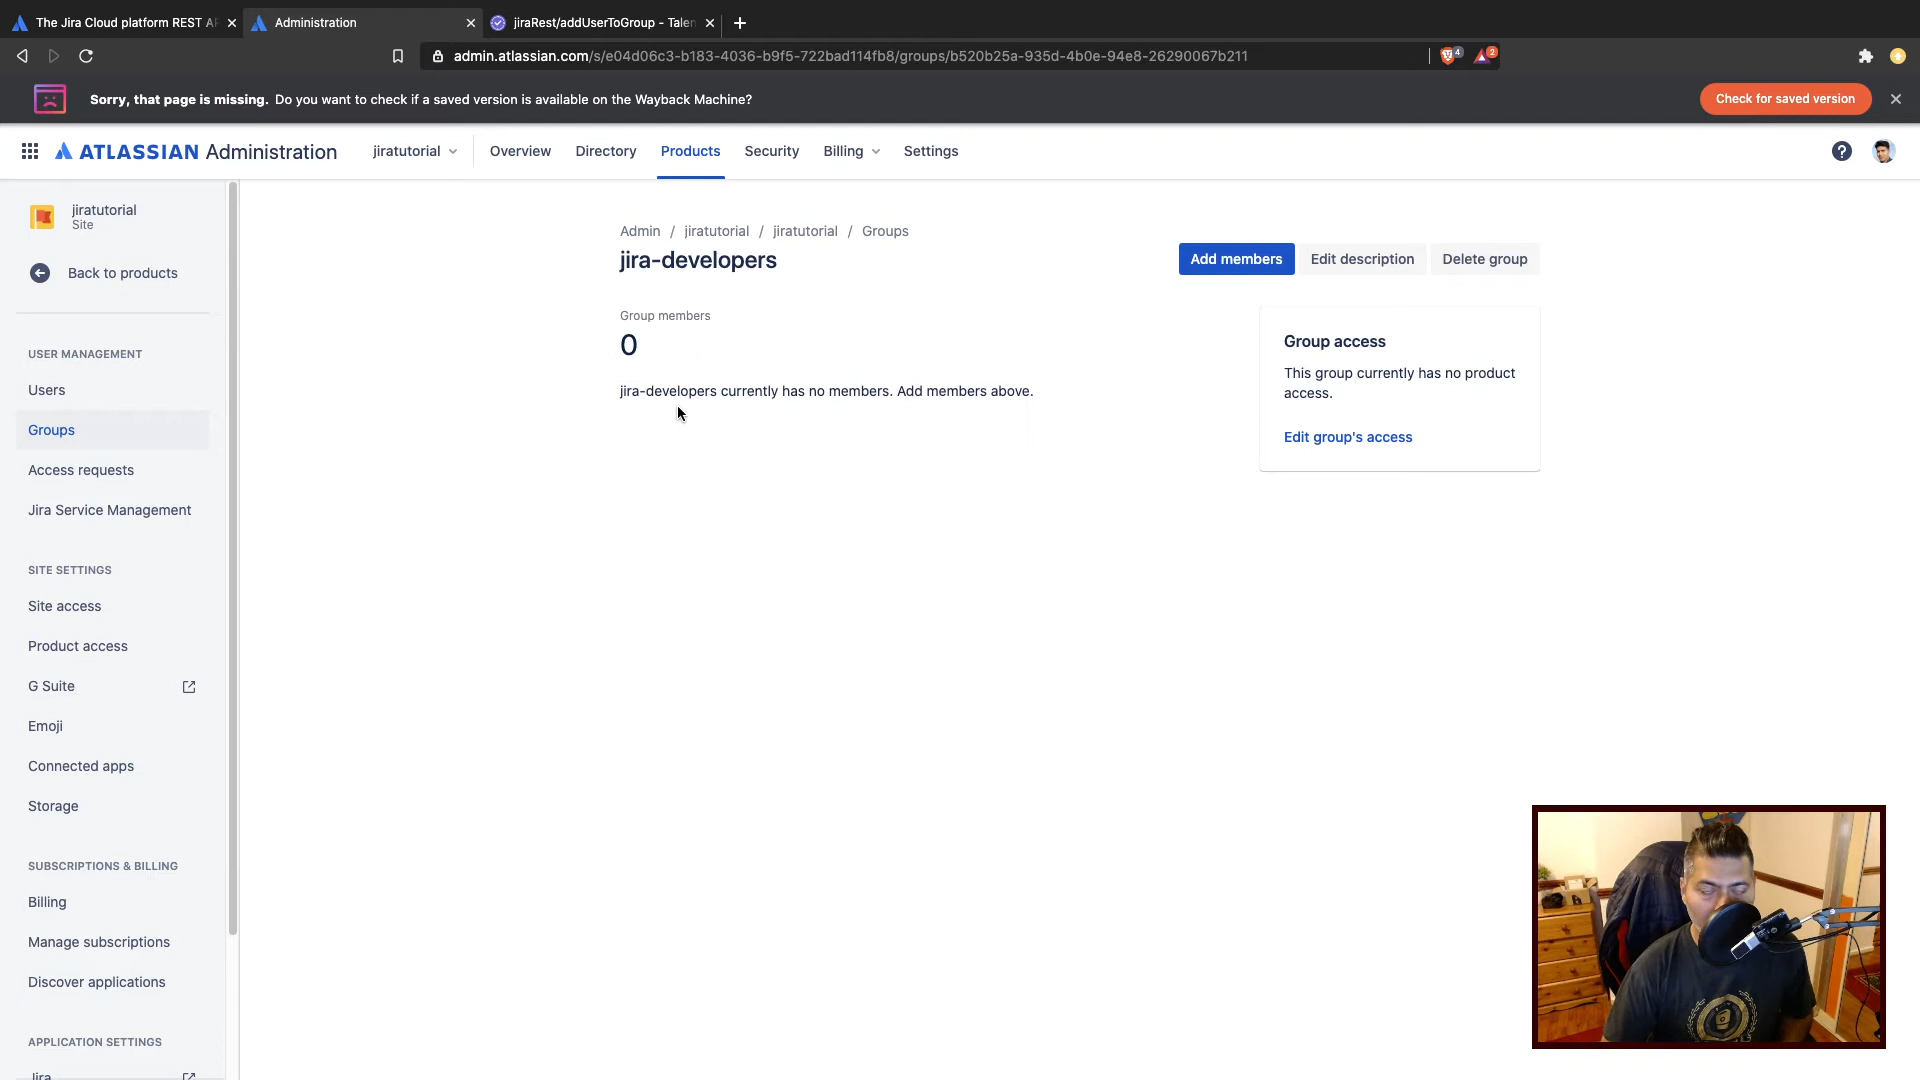 The Jira Cloud platform REST AP
Administration
jiraRest/addUserToGroup - Talen
admin.atlassian.com/s/e04d06c3-b183-4036-b9f5-722bad114fb8/groups/b520b25a-935d-4b0e-94e8-26290067b211
4
2
Sorry, that page is missing. Do you want to check if a saved version is available on the Wayback Machine?
Check for saved version
ATLASSIAN Administration
jiratutorial
Overview
Directory
Products
Security
Billing
Settings
jiratutorial
Site
Back to products
USER MANAGEMENT
Users
Groups
Access requests
Jira Service Management
SITE SETTINGS
Site access
Product access
G Suite
Emoji
Connected apps
Storage
SUBSCRIPTIONS & BILLING
Billing
Manage subscriptions
Discover applications
APPLICATION SETTINGS
Jira
Admin / jiratutorial / jiratutorial / Groups
jira-developers
Add members
Edit description
Delete group
Group members
0
jira-developers currently has no members. Add members above.
Group access
This group currently has no product
access.
Edit group's access